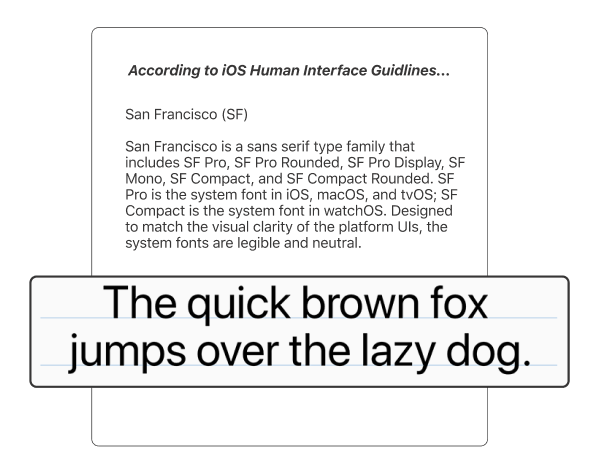 According to iOS Human Interface Guidlines...
San Francisco (SF)
San Francisco is a sans serif type family that
includes SF Pro, SF Pro Rounded, SF Pro Display, SF
Mono, SF Compact, and SF Compact Rounded. SF
Pro is the system font in iOS, macOS, and tvOS; SF
Compact is the system font in watchOS. Designed
to match the visual clarity of the platform UIs, the
system fonts are legible and neutral.
The quick brown fox
jumps over the lazy dog.